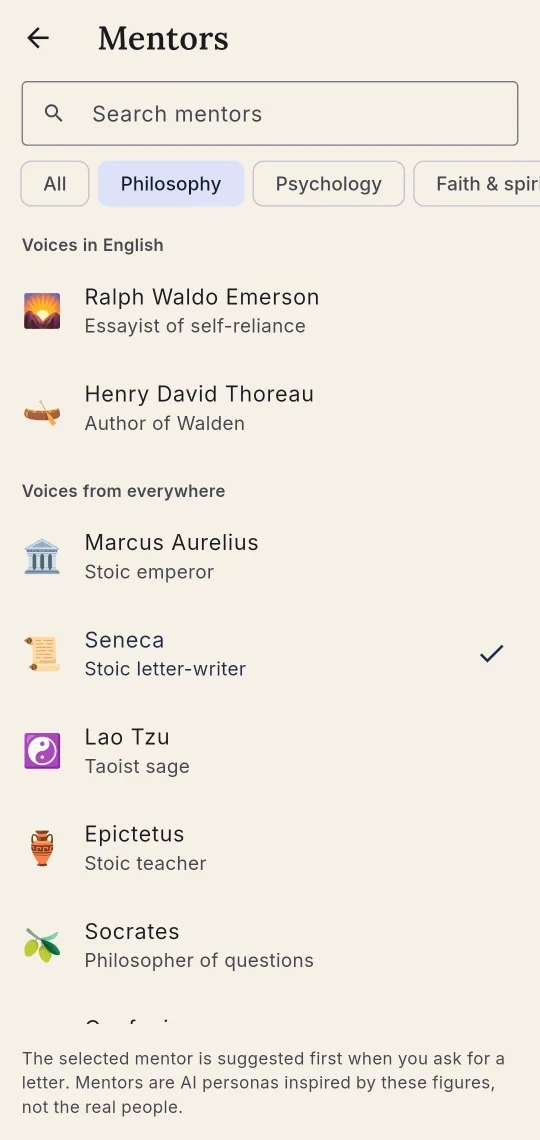 Mentors
Search mentors
All
Philosophy
Psychology
Faith &
Voices in English
Ralph Waldo Emerson
Essayist of self-reliance
Henry David Thoreau
Author of Walden
Voices from everywhere
Marcus Aurelius
Stoic emperor
Seneca
Stoic letter-writer
Lao Tzu
Taoist sage
Epictetus
Stoic teacher
Socrates
Philosopher of questions
The selected mentor is suggested first when you ask for a
letter. Mentors are AI personas inspired by these figures,
not the real people.